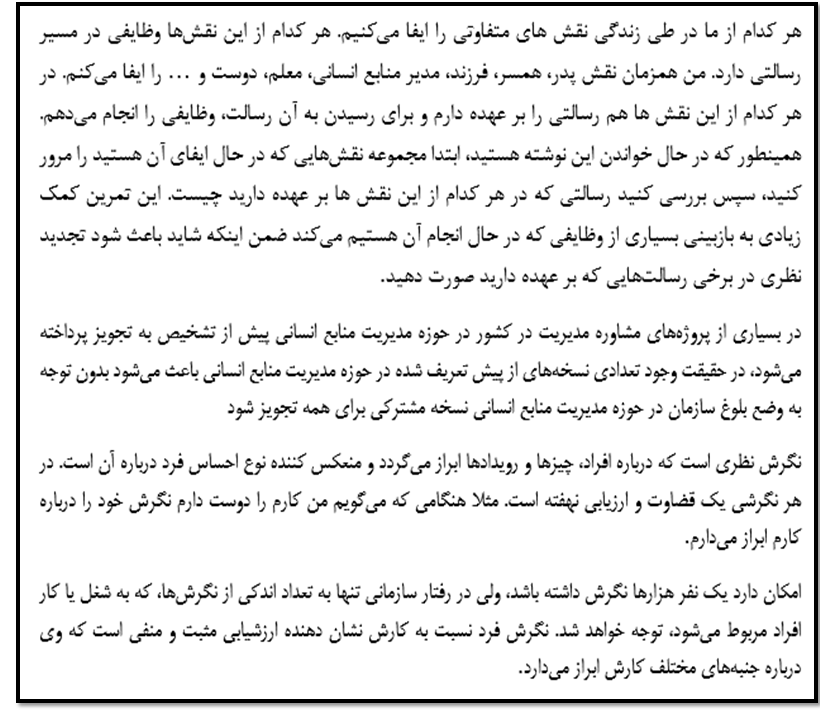 هر کدام از ما در طی زندگی نقش های متفاوتی را ایفا می‌کنیم. هر کدام از این نقش‌ها وظایفی در مسیر
رسالتی دارد. من همزمان نقش پدر، همسر، فرزند، مدیر منابع انسانی، معلم، دوست و ... را ایفا می‌کنم. در
هر کدام از این نقش ها هم رسالتی را بر عهده دارم و برای رسیدن به آن رسالت، وظایفی را انجام می‌دهم.
همینطور که در حال خواندن این نوشته هستید، ابتدا مجموعه نقش‌هایی که در حال ایفای آن هستید را مرور
کنید، سپس بررسی کنید رسالتی که در هر کدام از این نقش ها بر عهده دارید چیست. این تمرین کمک
زیادی به بازبینی بسیاری از وظایفی که در حال انجام آن هستیم می‌کند ضمن اینکه شاید باعث شود تجدید
نظری در برخی رسالت‌هایی که بر عهده دارید صورت دهید.
در بسیاری از پروژه‌های مشاوره مدیریت در کشور در حوزه مدیریت منابع انسانی پیش از تشخیص به تجویز پرداخته
می‌شود، در حقیقت وجود تعدادی نسخه‌های از پیش تعریف شده در حوزه مدیریت منابع انسانی باعث می‌شود بدون توجه
به وضع بلوغ سازمان در حوزه مدیریت منابع انسانی نسخه مشترکی برای همه تجویز شود
نگرش نظری است که درباره افراد، چیزها و رویدادها ابراز می‌گردد و منعکس کننده نوع احساس فرد درباره آن است. در
هر نگرشی یک قضاوت و ارزیابی نهفته است. مثلا هنگامی که می‌گویم من کارم را دوست دارم نگرش خود را درباره
کارم ابراز می‌دارم.
امکان دارد یک نفر هزارها نگرش داشته باشد، ولی در رفتار سازمانی تنها به تعداد اندکی از نگرش‌ها، که به شغل یا کار
افراد مربوط می‌شود، توجه خواهد شد. نگرش فرد نسبت به کارش نشان دهنده ارزشیابی مثبت و منفی است که وی
درباره جنبه‌های مختلف کارش ابراز می‌دارد.